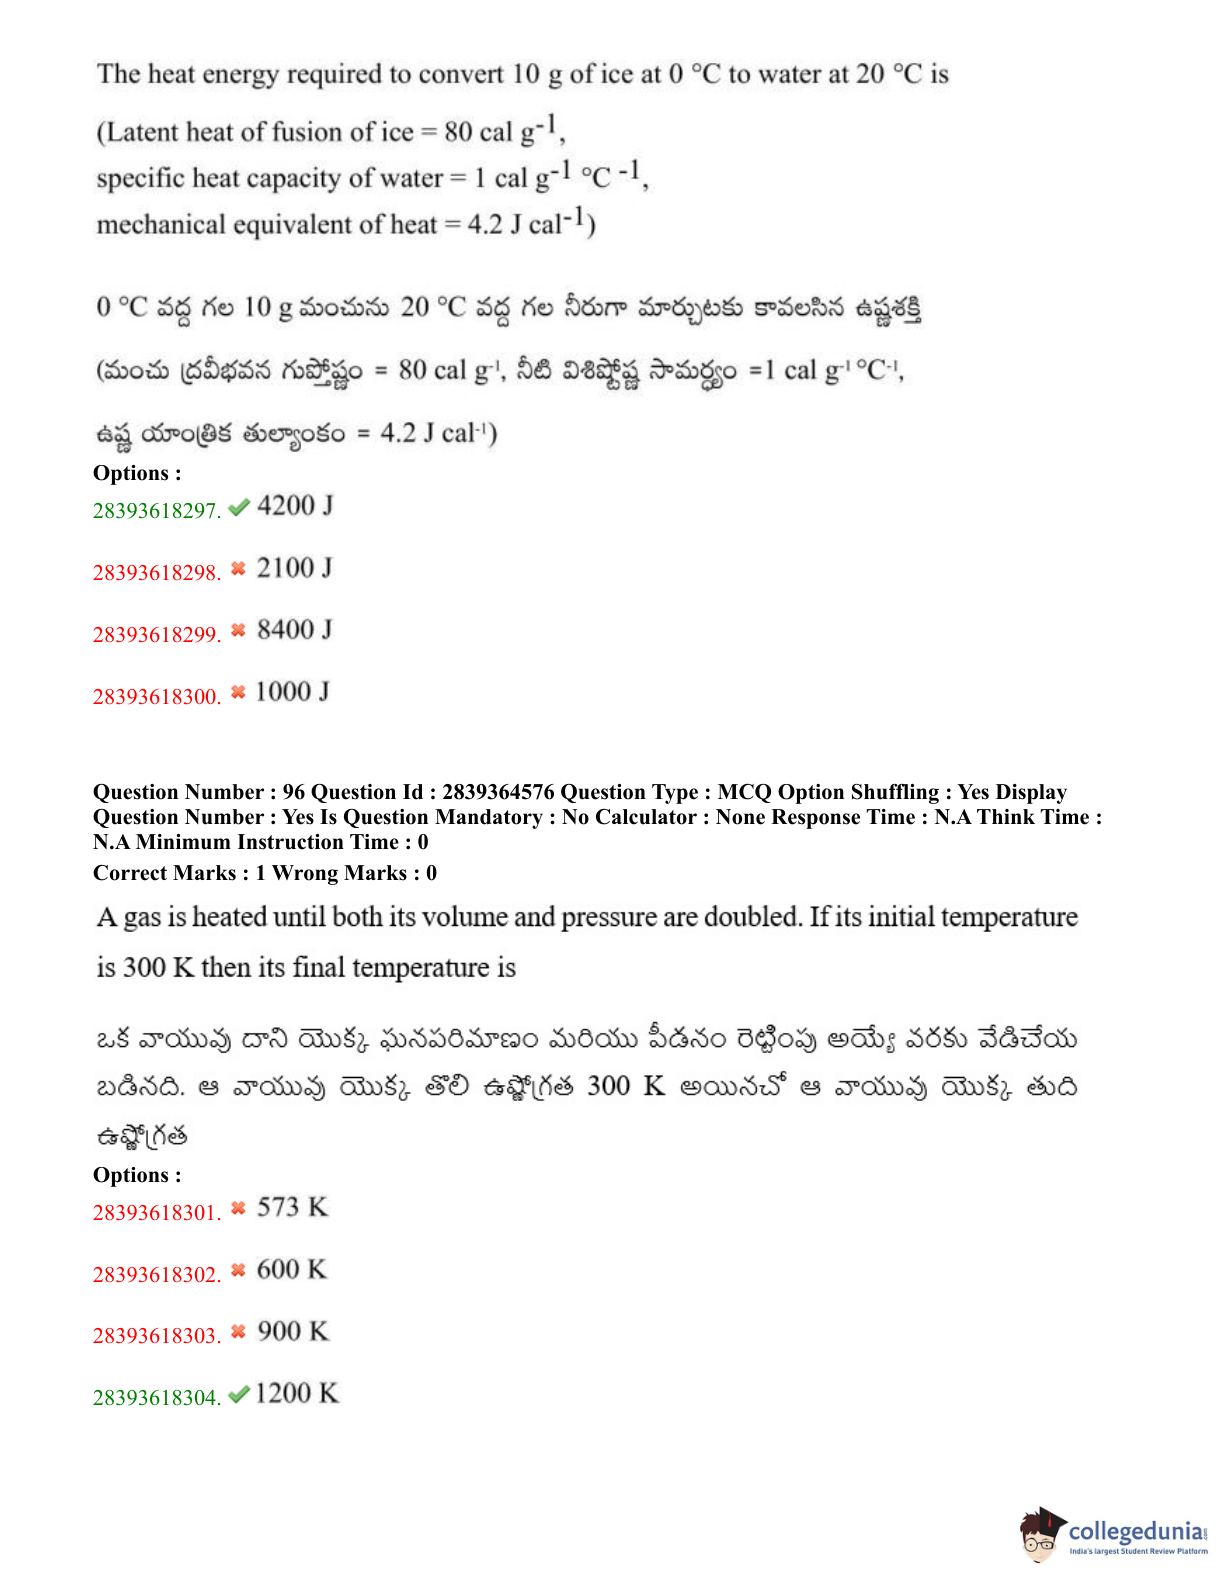 The heat energy required to convert 10 g of ice at 0 °C to water at 20 °C is
(Latent heat of fusion of ice = 80 cal g-1,
specific heat capacity of water = 1 cal g-1 °C -1,
mechanical equivalent of heat = 4.2 J cal-1)
0 °C వద్ద గల 10 g మంచును 20 °C వద్ద గల నీరుగా మార్చుటకు కావలసిన ఉష్ణశక్తి
(మంచు ద్రవీభవన గుప్తోష్ణం = 80 cal g-1, నీటి విశిష్టోష్ణ సామర్థ్యం =1 cal g-1 °C-1,
ఉష్ణ యాంత్రిక తుల్యాంకం = 4.2 J cal-1)
Options :
28393618297. ✔ 4200 J
28393618298. ✖ 2100 J
28393618299. ✖ 8400 J
28393618300. ✖ 1000 J
Question Number : 96 Question Id : 2839364576 Question Type : MCQ Option Shuffling : Yes Display
Question Number : Yes Is Question Mandatory : No Calculator : None Response Time : N.A Think Time :
N.A Minimum Instruction Time : 0
Correct Marks : 1 Wrong Marks : 0
A gas is heated until both its volume and pressure are doubled. If its initial temperature
is 300 K then its final temperature is
ఒక వాయువు దాని యొక్క ఘనపరిమాణం మరియు పీడనం రెట్టింపు అయ్యే వరకు వేడిచేయ
బడినది. ఆ వాయువు యొక్క తొలి ఉష్ణోగ్రత 300 K అయినచో ఆ వాయువు యొక్క తుది
ఉష్ణోగ్రత
Options :
28393618301. ✖ 573 K
28393618302. ✖ 600 K
28393618303. ✖ 900 K
28393618304. ✔ 1200 K
collegedunia
India's largest Student Review Platform